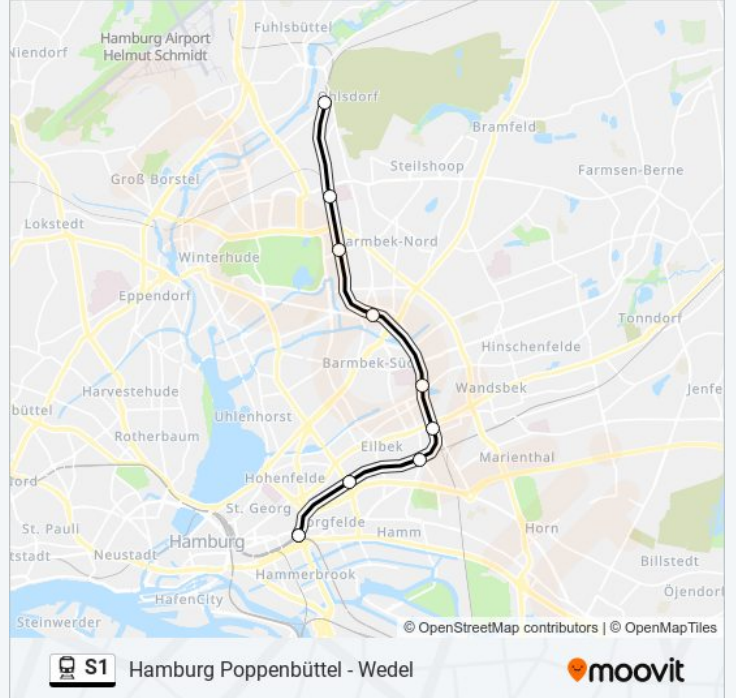 Fuhlsbüttel
Hamburg Airport
Helmut Schmidt
Niendorf
Ohlsdorf
Bramfeld
Steilshoop
Farmsen-Berne
Groß Borstel
Lokstedt
Barmbek-Nord
Winterhude
Eppendorf
Tonndorf
Hinschenfelde
Barmbek-Süd
Wandsbek
Jenfe
Harvestehude
büttel
Uhlenhorst
Rotherbaum
Eilbek
Marienthal
Hohenfelde
St. Georg
Borgfelde
Horn
St. Pauli
Hamm
Hamburg
tstadt
Neustadt
Billstedt
Hammerbrook
HafenCity
Öjendorf
Steinwerder
© OpenStreetMap contributors | © OpenMapTiles
S1 Hamburg Poppenbüttel - Wedel
moovit